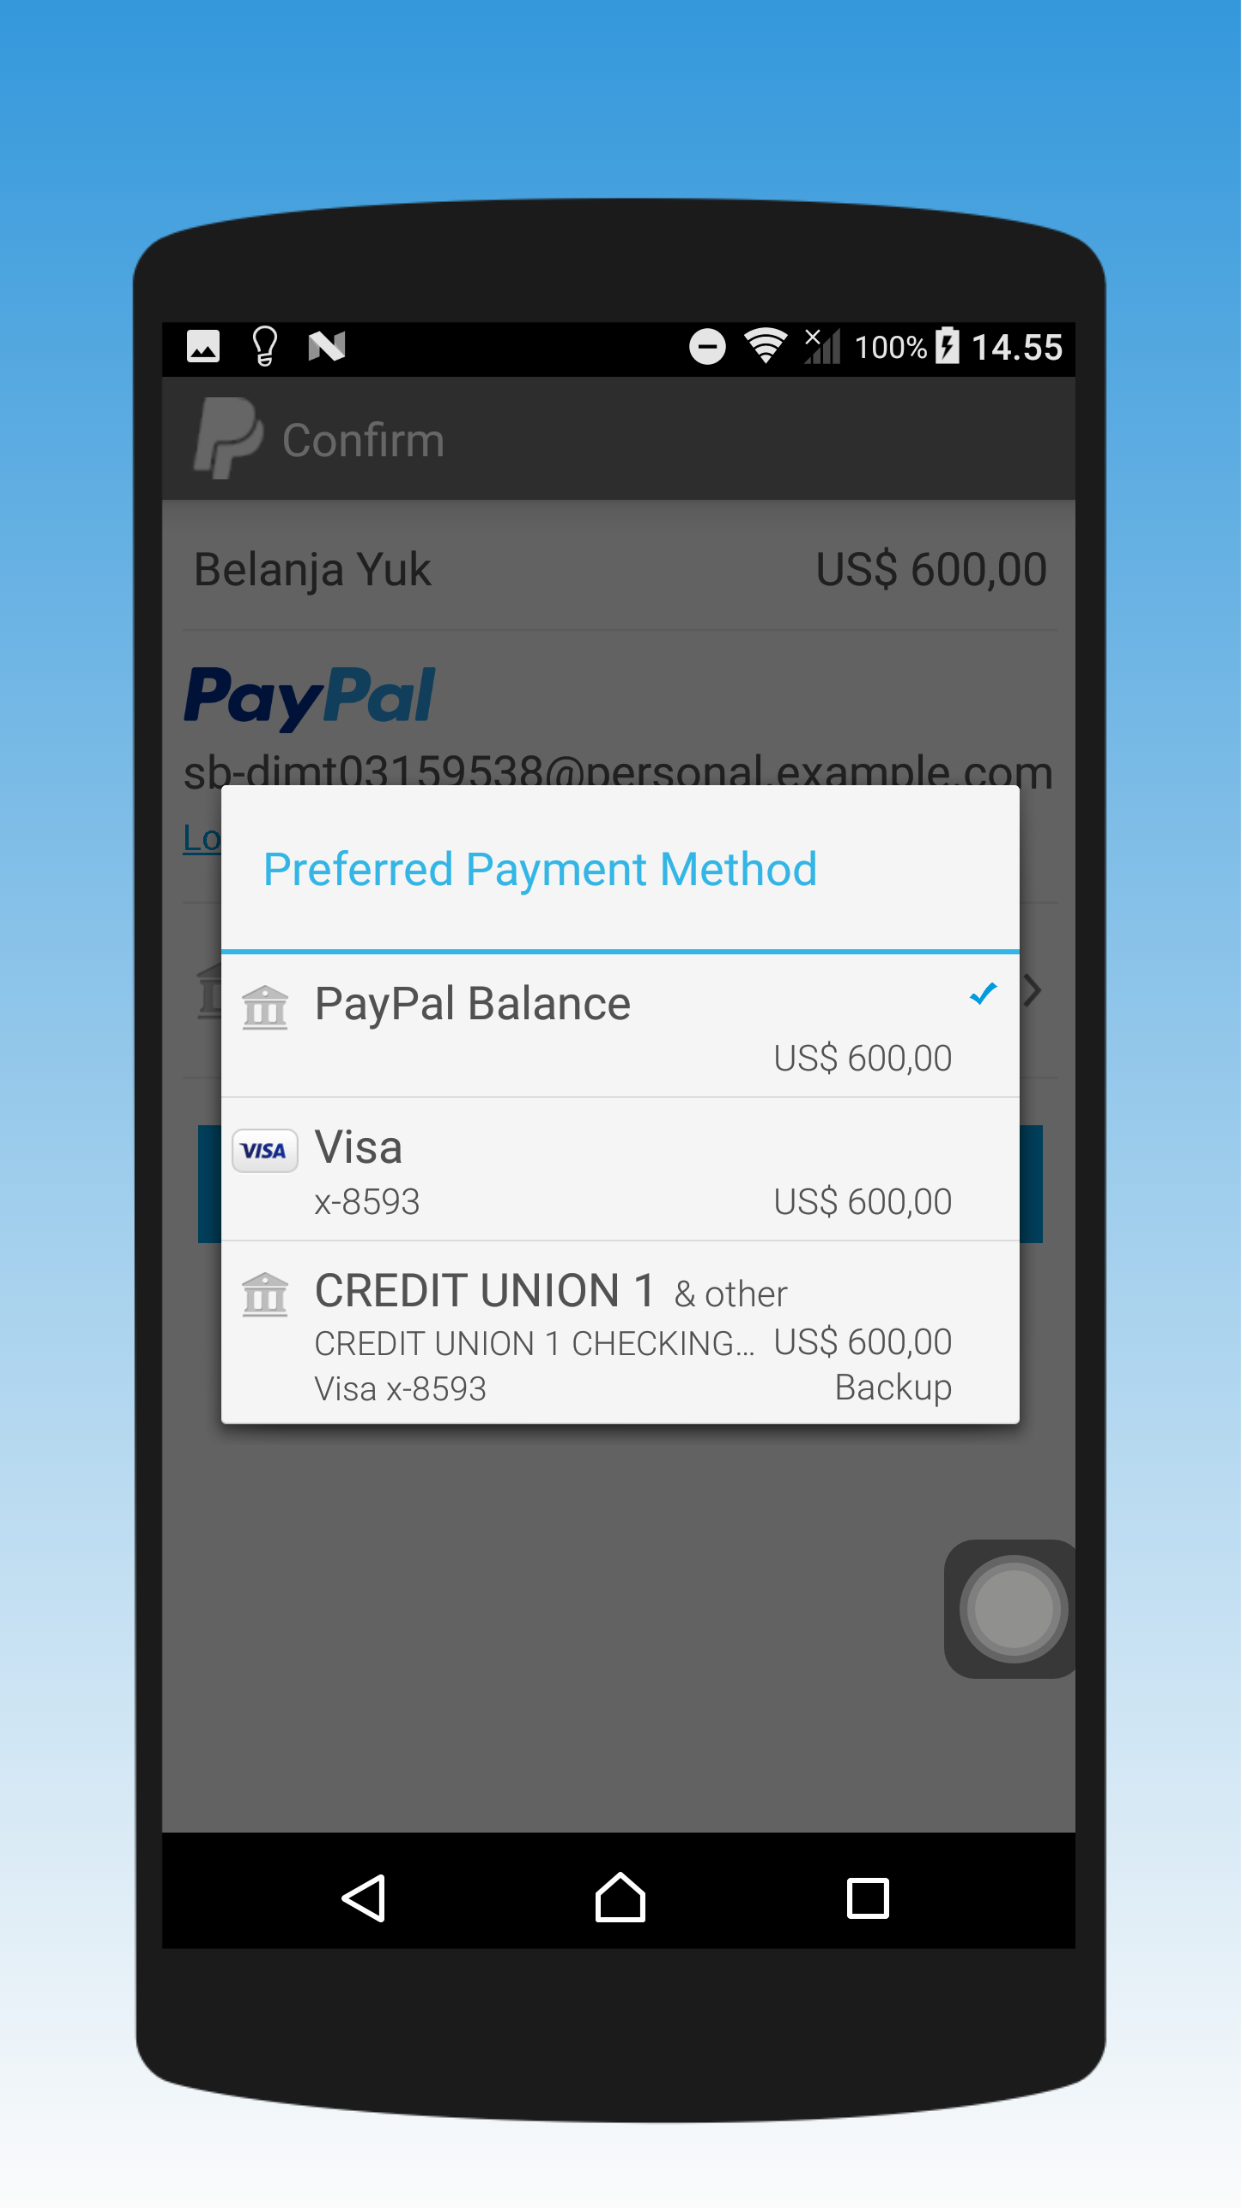 100% 14.55
Confirm
Belanja Yuk US$ 600,00
PayPal
sb-dimt03159538@personal.example.com
Lo
Preferred Payment Method
PayPal Balance
US$ 600,00
VISA Visa
x-8593 US$ 600,00
CREDIT UNION 1 & other
CREDIT UNION 1 CHECKING... US$ 600,00
Visa x-8593 Backup